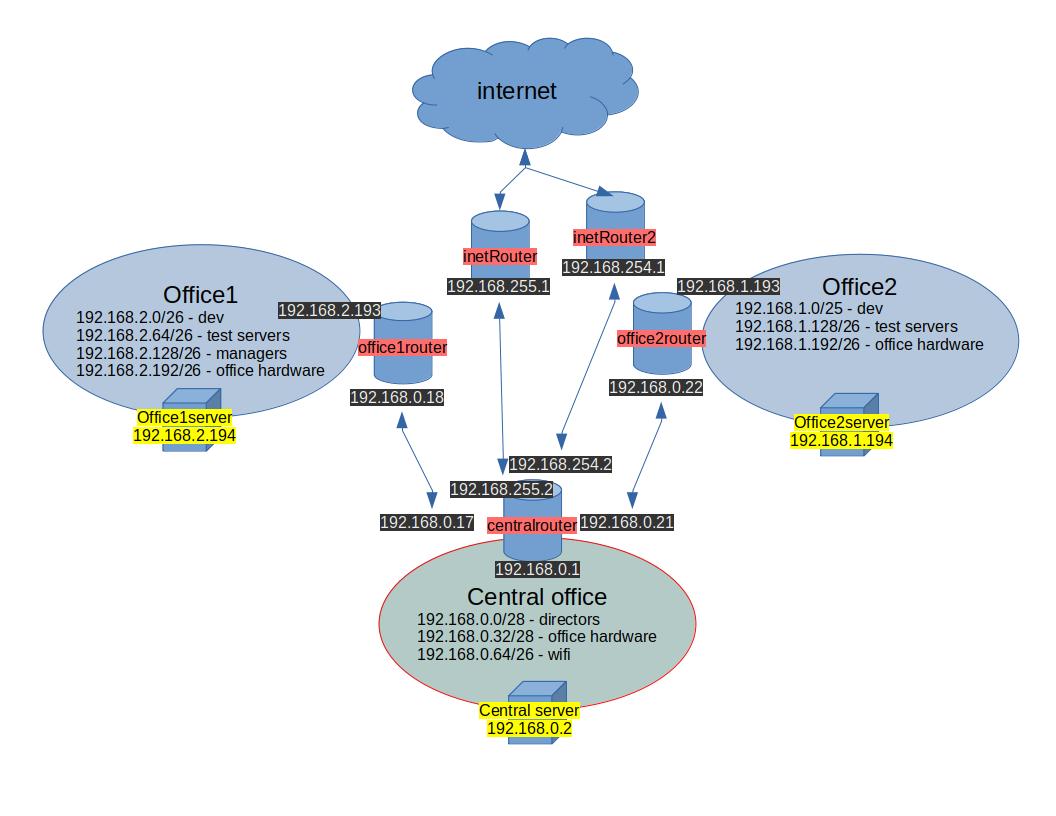 internet
inetRouter2
inetRouter
192.168.254.1
192.168.255.1
192.168.1.193
Office1
192.168.2.0/26 - dev
192.168.2.64/26 - test servers
192.168.2.128/26 - managers
192.168.2.192/26 - office hardware
Office1server
192.168.2.194
192.168.2.193
office1router
192.168.0.18
office2router
192.168.0.22
Office2
192.168.1.0/25 - dev
192.168.1.128/26 - test servers
192.168.1.192/26 - office hardware
Office2server
192.168.1.194
192.168.254.2
192.168.255.2
192.168.0.17
centralrouter
192.168.0.21
192.168.0.1
Central office
192.168.0.0/28 - directors
192.168.0.32/28 - office hardware
192.168.0.64/26 - wifi
Central server
192.168.0.2